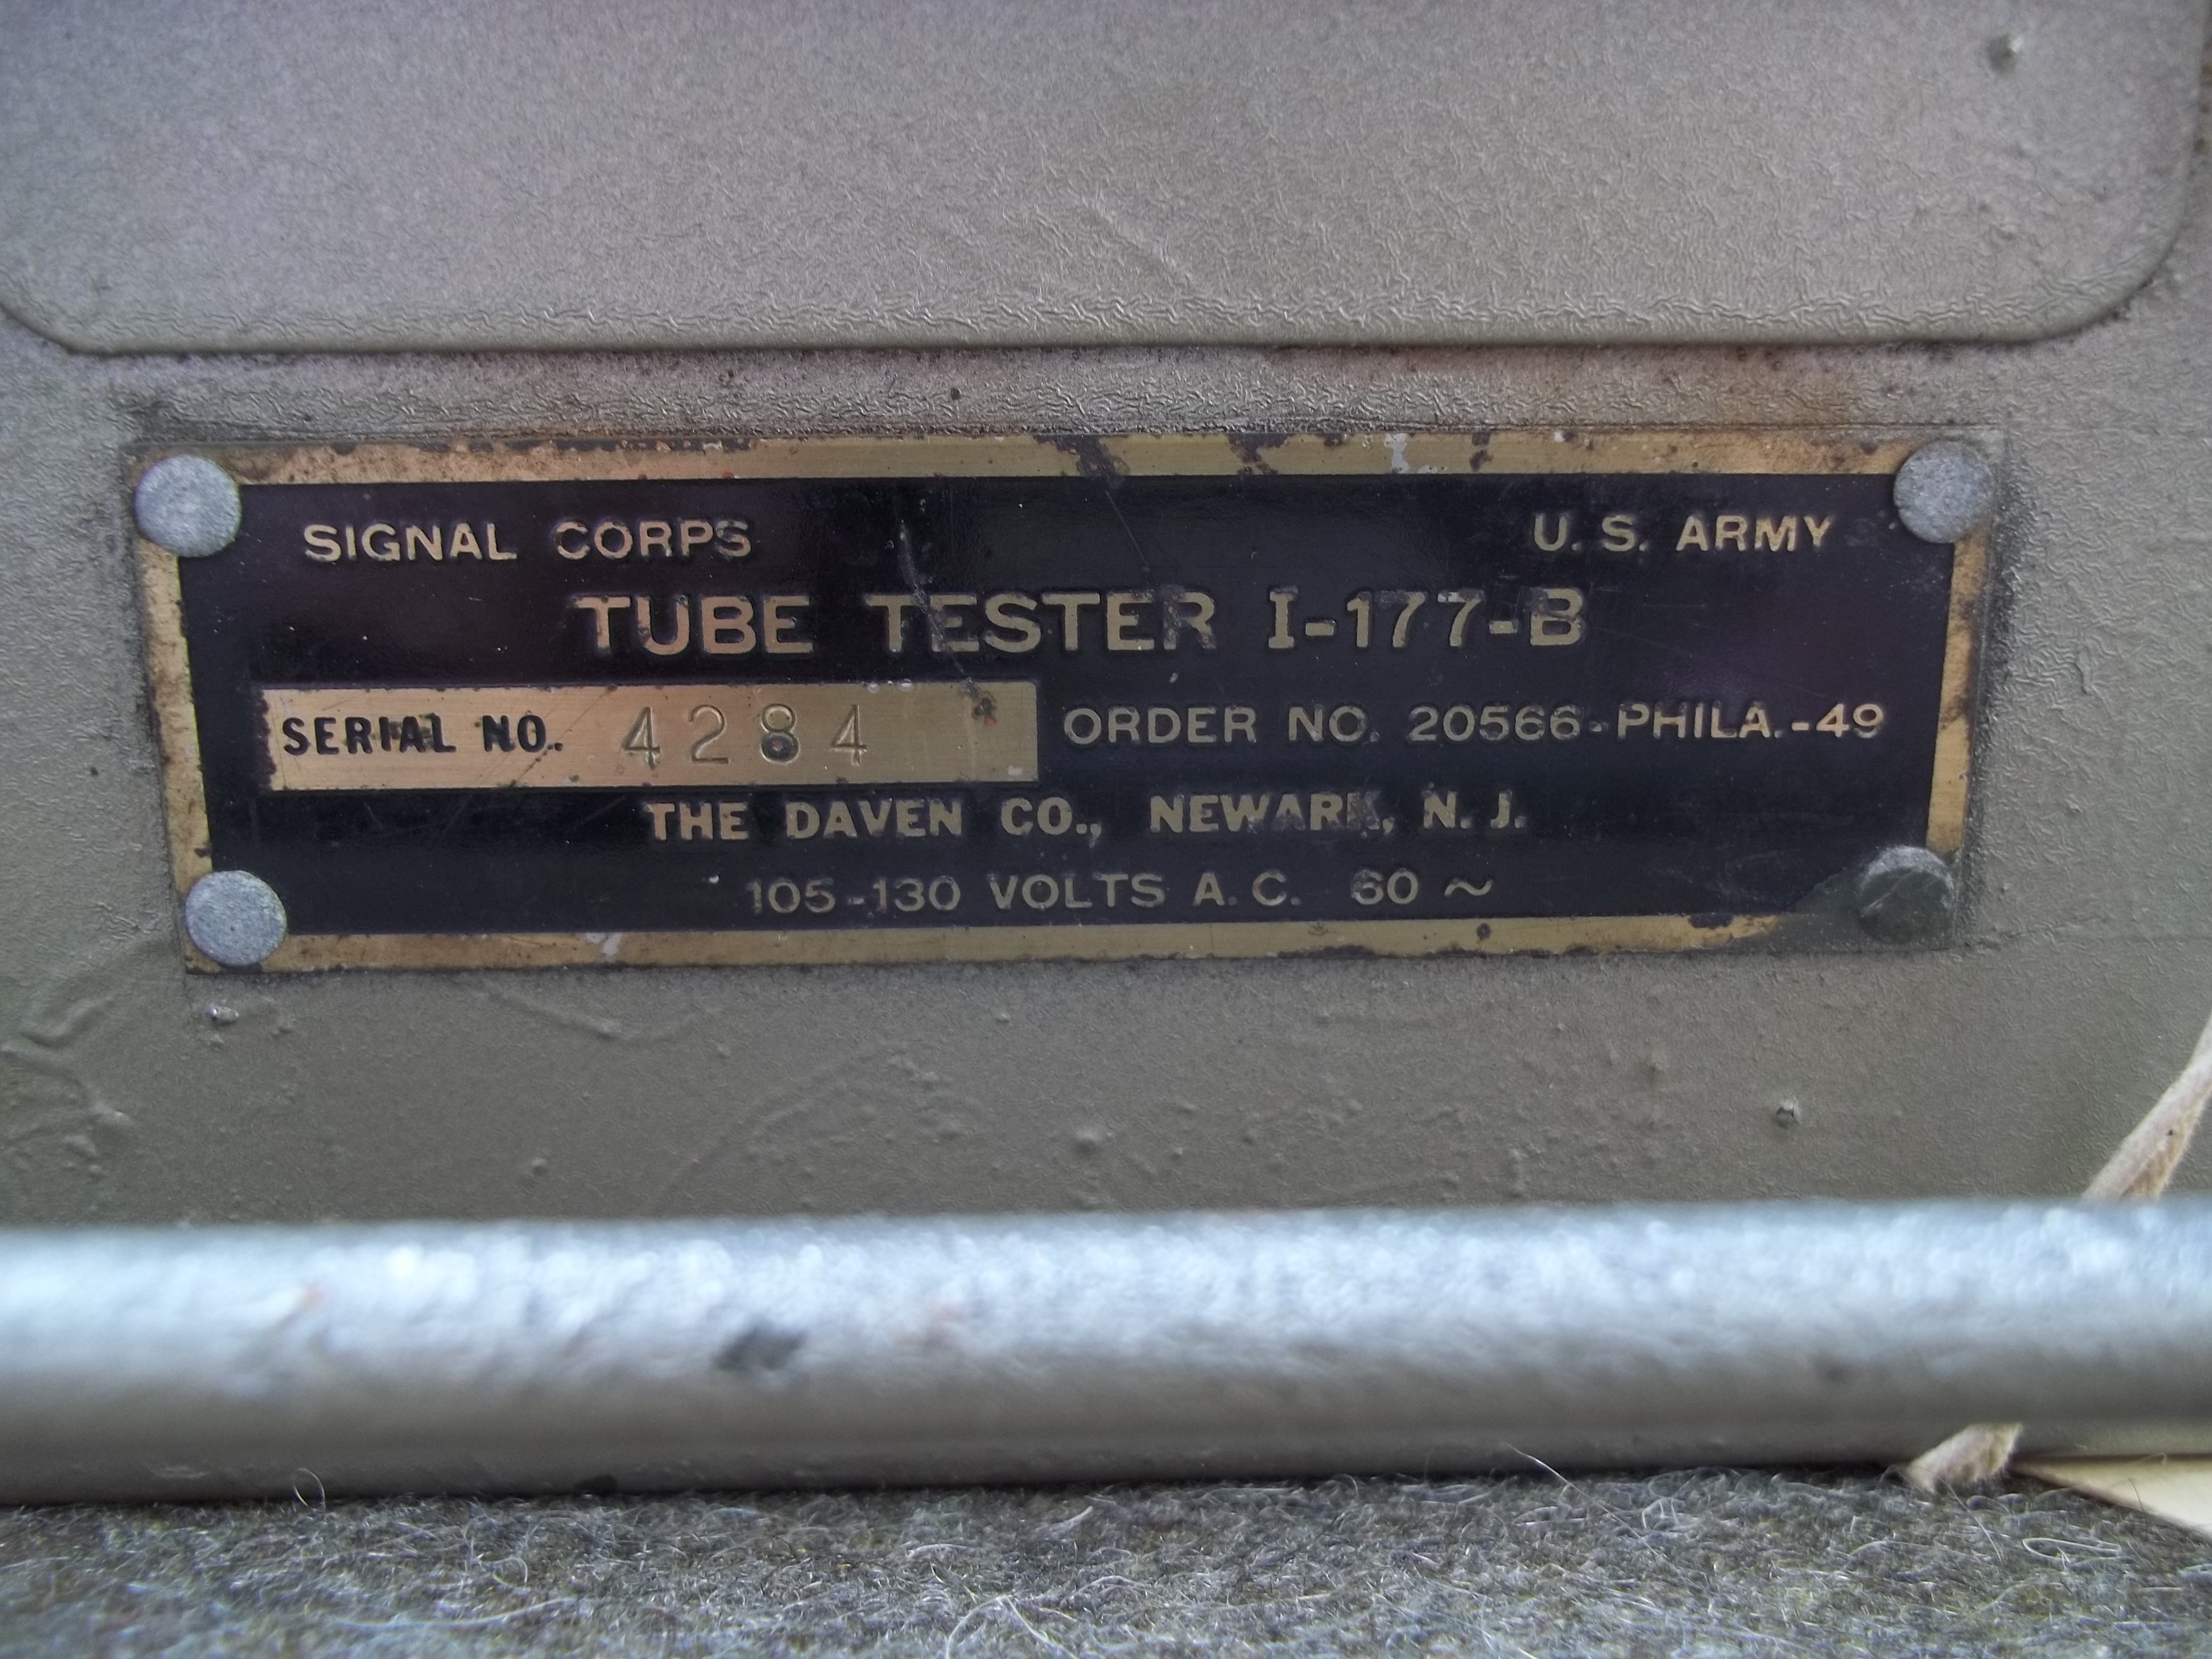 SIGNAL CORPS U. S. ARMY
TUBE TESTER I-177-B
SERIAL NO. 4284 ORDER NO. 20566-PHILA.-49
THE DAVEN CO., NEWARK, N. J.
105-130 VOLTS A. C. 60 ~